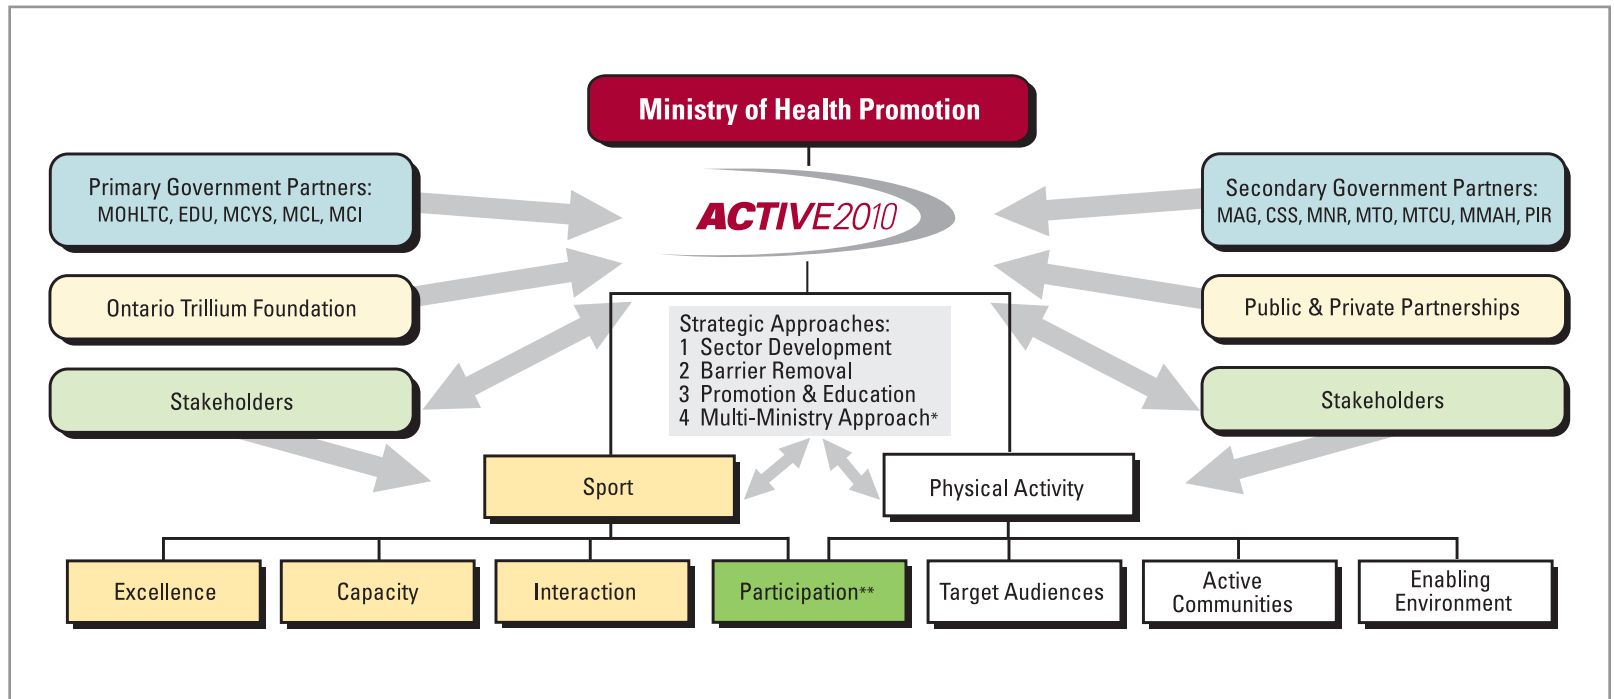 Ministry of Health Promotion
Primary Government Partners:
MOHLTC, EDU, MCYS, MCL, MCI
ACTIVE2010
Secondary Government Partners:
MAG, CSS, MNR, MTO, MTCU, MMAH, PIR
Ontario Trillium Foundation
Public & Private Partnerships
Strategic Approaches:
1 Sector Development
2 Barrier Removal
3 Promotion & Education
4 Multi-Ministry Approach*
Stakeholders
Stakeholders
Sport
Physical Activity
Excellence
Capacity
Interaction
Participation**
Target Audiences
Active
Communities
Enabling
Environment